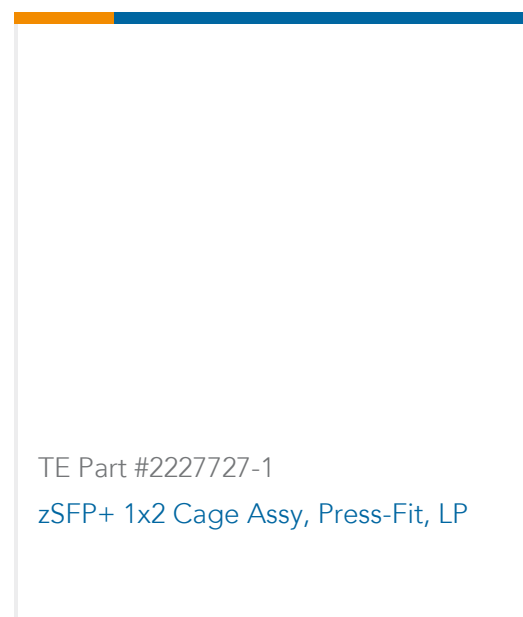 TE Part #2227727-1
zSFP+ 1x2 Cage Assy, Press-Fit, LP